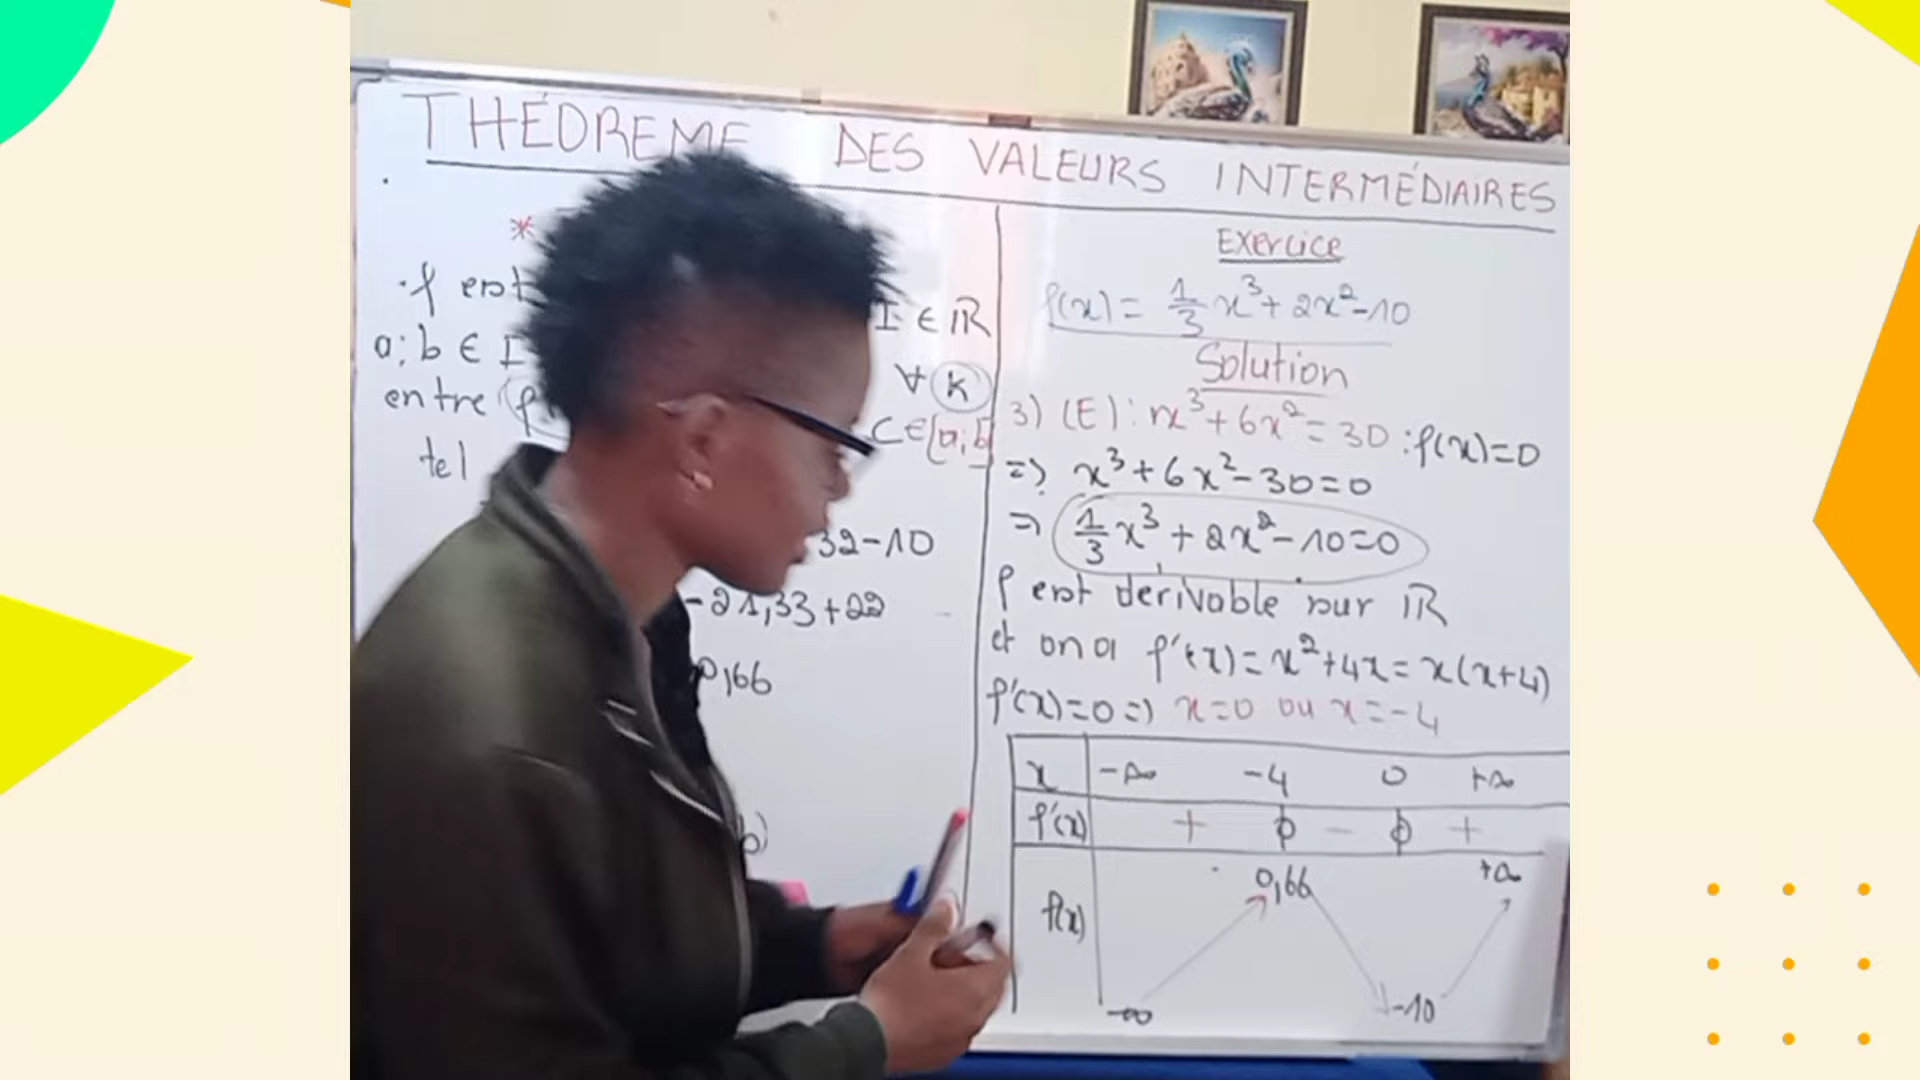 THÉOREME DES VALEURS INTERMÉDIAIRES
*
. f est I ∈ IR
a; b ∈ I ∀ K
entre C ∈ [a; b]
tel
32-10
-21,33+22
0,66
b)
Exercice
f(x) = 1/3 x³ + 2x² - 10
Solution
3) (E): x³ + 6x² = 30 : f(x) = 0
=> x³ + 6x² - 30 = 0
=> 1/3 x³ + 2x² - 10 = 0
f est dérivable sur IR
et on a f'(x) = x² + 4x = x(x+4)
f'(x) = 0 => x = 0 ou x = -4
x -∞ -4 0 +∞
f'(x) + 0 - 0 +
0,66 +∞
f(x)
-∞ -10